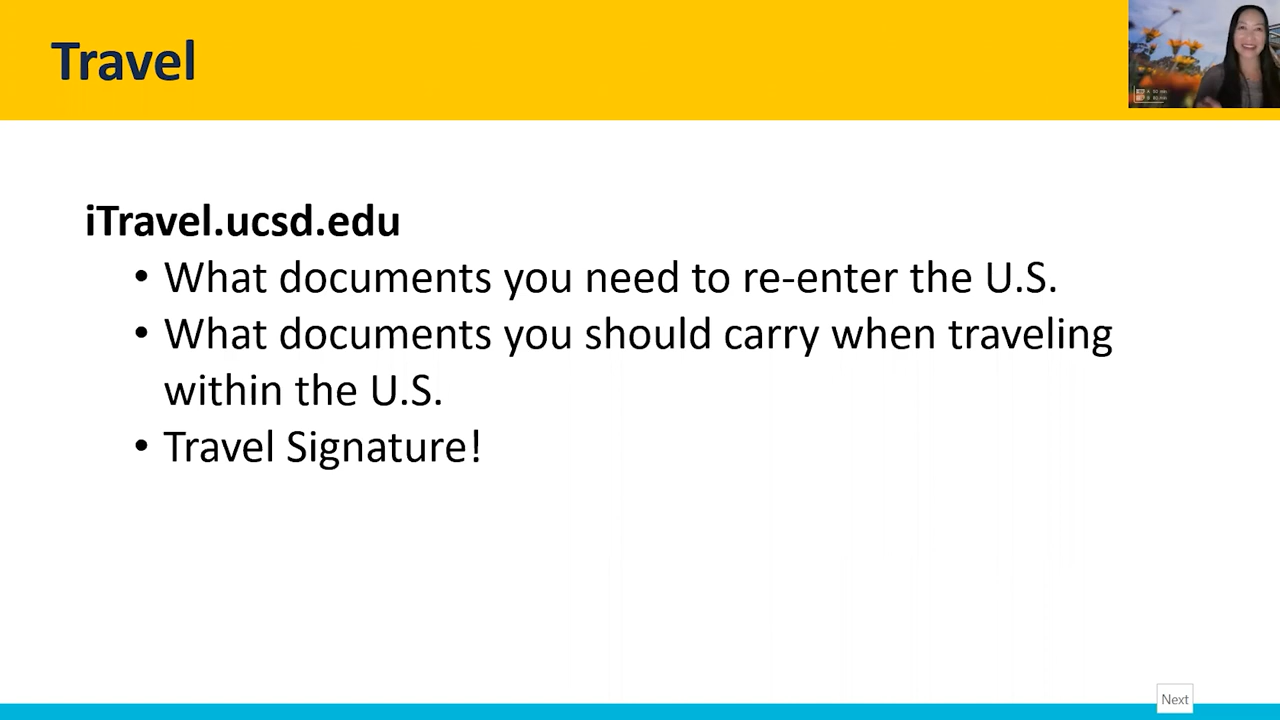 Travel
iTravel.ucsd.edu
• What documents you need to re-enter the U.S.
• What documents you should carry when traveling
within the U.S.
• Travel Signature!
Next